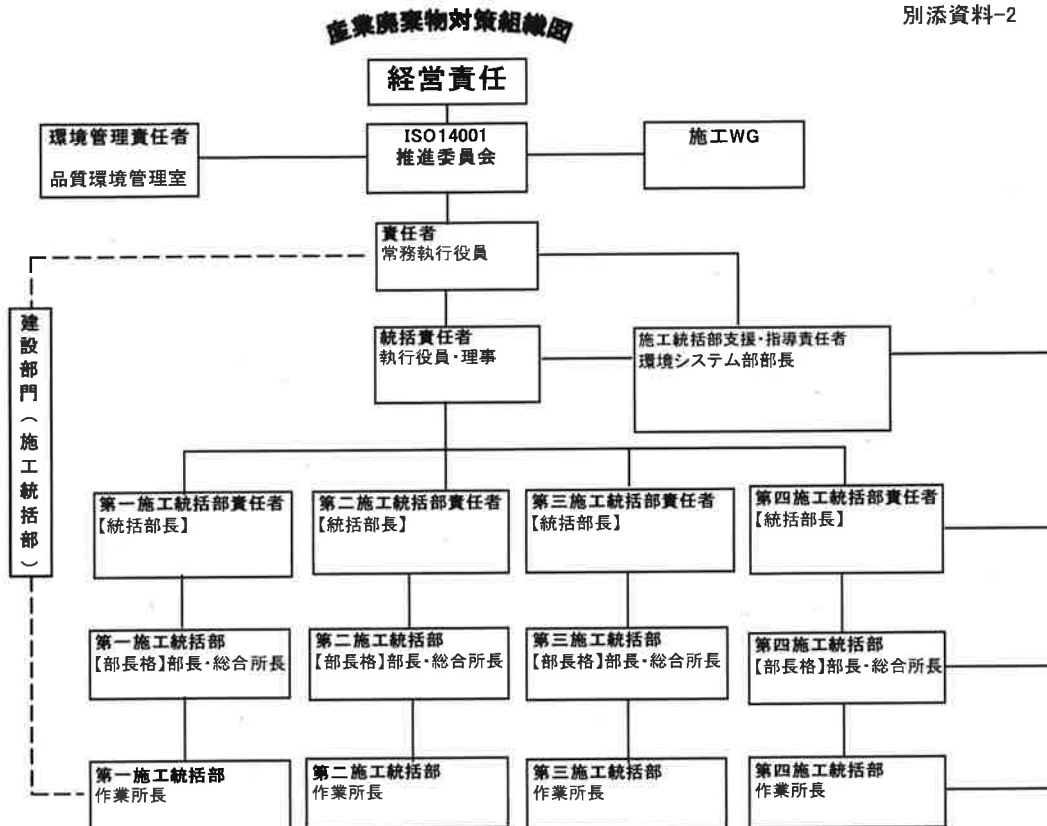 別添資料-2
産業廃棄物対策組織図
経営責任
環境管理責任者
品質環境管理室
ISO14001
推進委員会
施工WG
責任者
常務執行役員
建設部門（施工統括部）
統括責任者
執行役員・理事
施工統括部支援・指導責任者
環境システム部部長
第一施工統括部責任者
【統括部長】
第二施工統括部責任者
【統括部長】
第三施工統括部責任者
【統括部長】
第四施工統括部責任者
【統括部長】
第一施工統括部
【部長格】部長・総合所長
第二施工統括部
【部長格】部長・総合所長
第三施工統括部
【部長格】部長・総合所長
第四施工統括部
【部長格】部長・総合所長
第一施工統括部
作業所長
第二施工統括部
作業所長
第三施工統括部
作業所長
第四施工統括部
作業所長